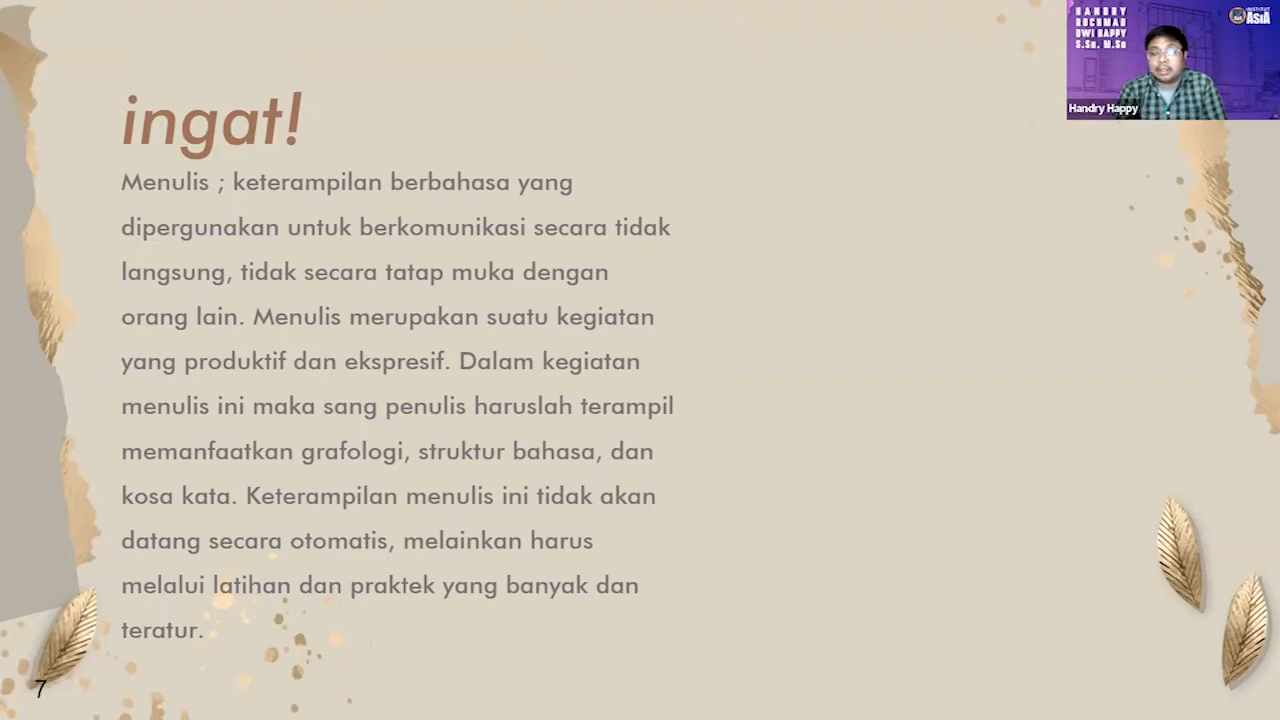 ingat!
Menulis ; keterampilan berbahasa yang
dipergunakan untuk berkomunikasi secara tidak
langsung, tidak secara tatap muka dengan
orang lain. Menulis merupakan suatu kegiatan
yang produktif dan ekspresif. Dalam kegiatan
menulis ini maka sang penulis haruslah terampil
memanfaatkan grafologi, struktur bahasa, dan
kosa kata. Keterampilan menulis ini tidak akan
datang secara otomatis, melainkan harus
melalui latihan dan praktek yang banyak dan
teratur.
7
HANDRY
ROCHMAD
DWI HAPPY
S.Sn. M.Sn
INSTITUT
ASIA
Handry Happy